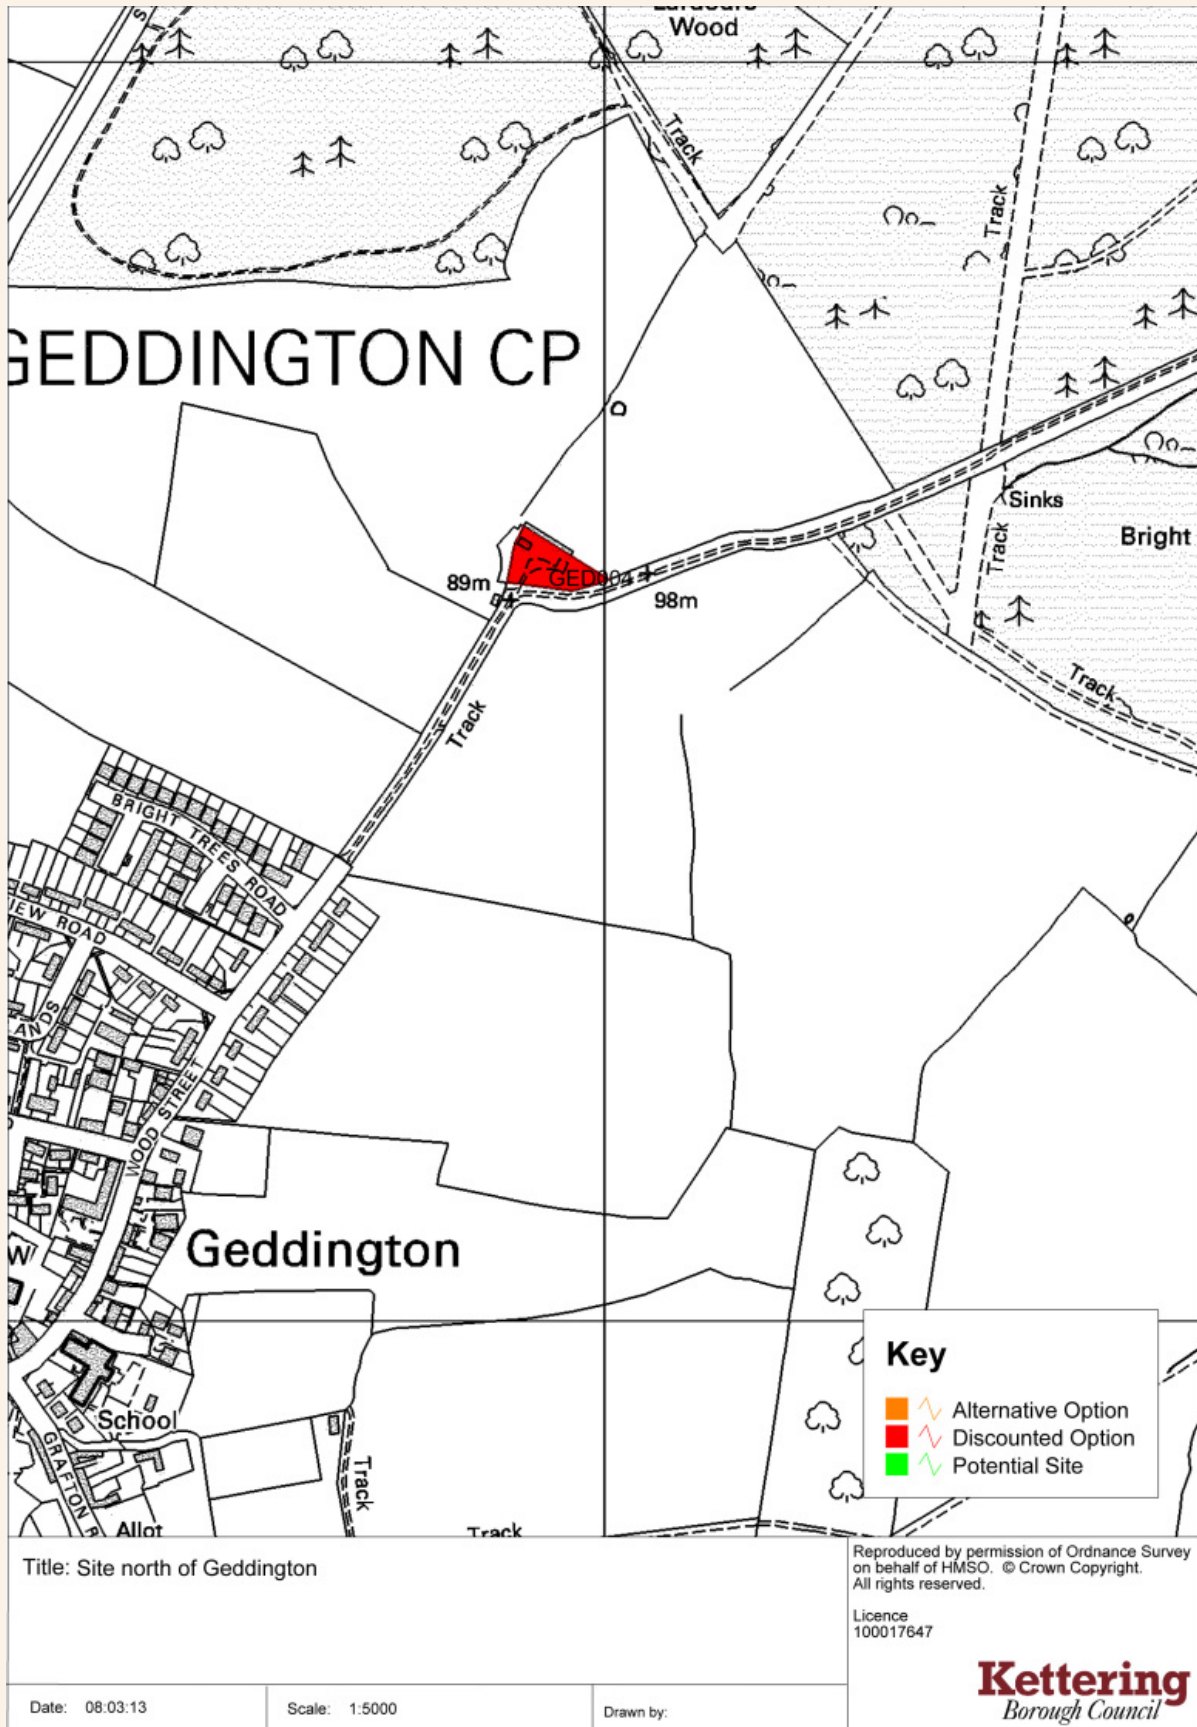 Wood
Track
Track
GEDDINGTON CP
Sinks
Track
Bright
89m
GED004
98m
Track
Track
BRIGHT TREES ROAD
IEW ROAD
ANDS
WOOD STREET
Geddington
W
School
GRAFTON R
Track
Allot
Track
Key
Alternative Option
Discounted Option
Potential Site
Title: Site north of Geddington
Reproduced by permission of Ordnance Survey
on behalf of HMSO. © Crown Copyright.
All rights reserved.
Licence
100017647
Kettering
Borough Council
Date: 08:03:13
Scale: 1:5000
Drawn by: